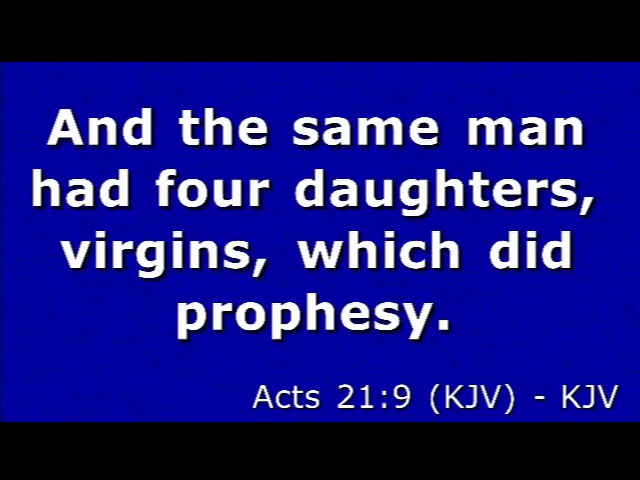 And the same man
had four daughters,
virgins, which did
prophesy.
Acts 21:9 (KJV) - KJV